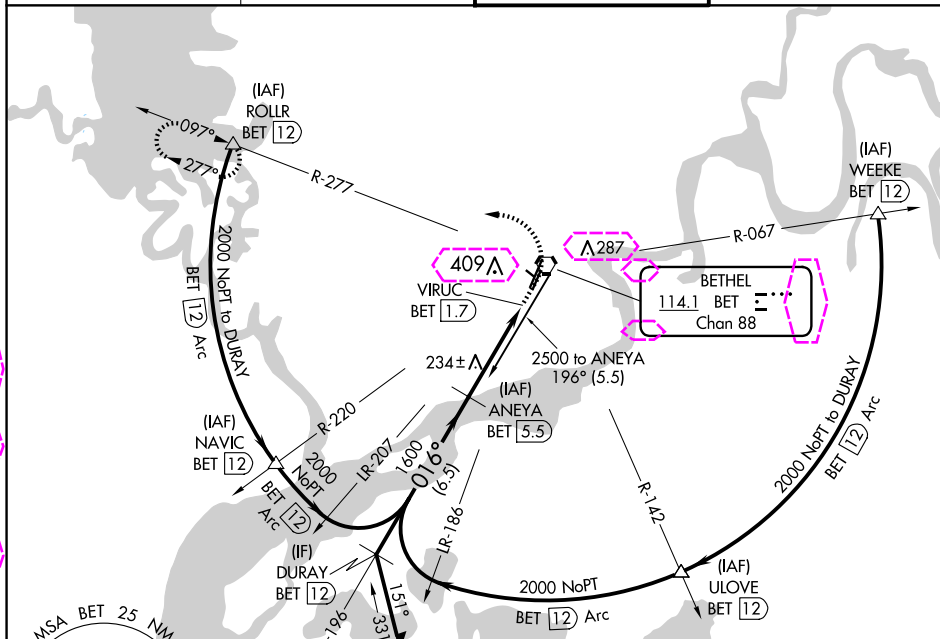 (IAF)
ROLLR
BET 12
097°
277°
R-277
(IAF)
WEEKE
BET 12
R-067
2000 NoPT to DURAY
BET 12 Arc
409
287
VIRUC
BET 1.7
BETHEL
114.1 BET
Chan 88
234±
2500 to ANEYA
196° (5.5)
(IAF)
ANEYA
BET 5.5
2000 NoPT to DURAY
BET 12 Arc
R-220
(IAF)
NAVIC
BET 12
2000
NoPT
BET 12
Arc
LR-207
1600
016°
(6.5)
LR-186
R-142
(IF)
DURAY
BET 12
2000 NoPT
BET 12 Arc
(IAF)
ULOVE
BET 12
151°
331
-196
MSA BET 25 NM